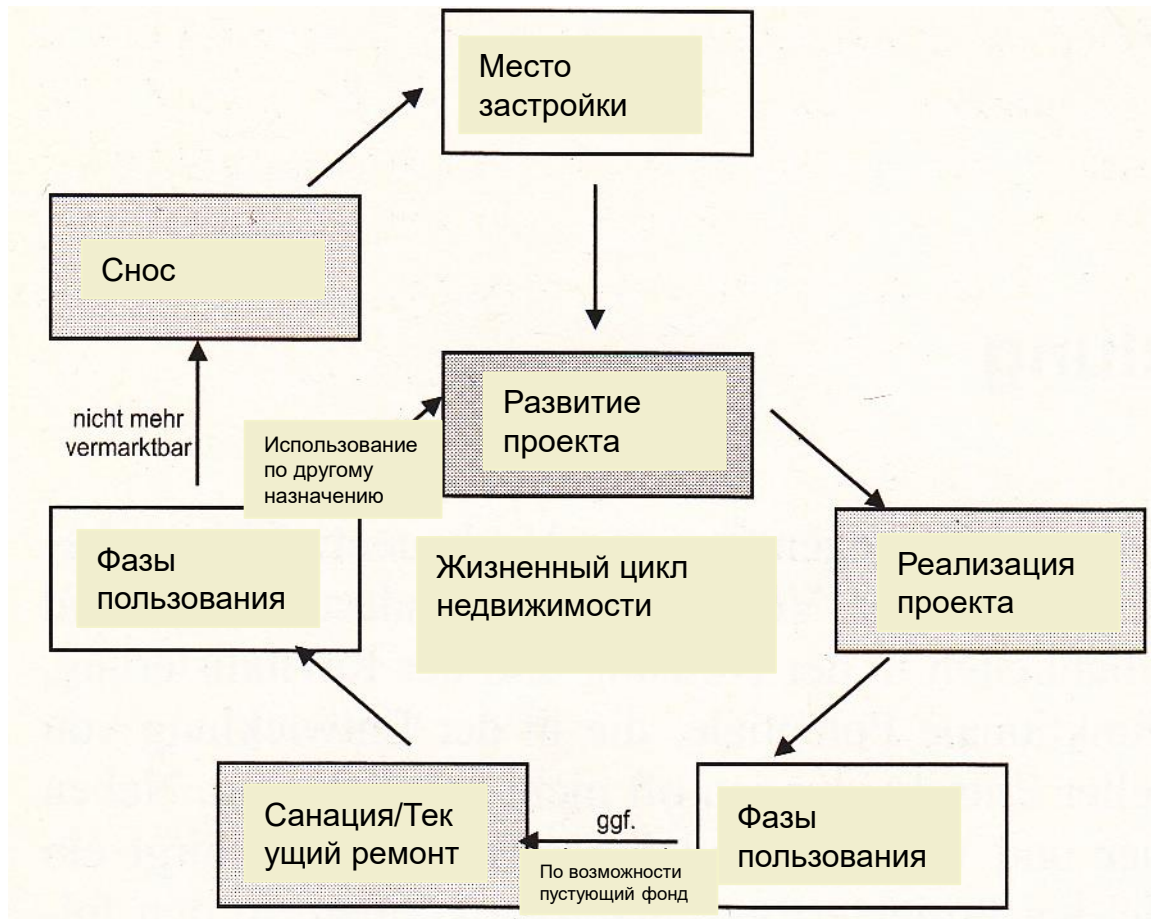 Место
застройки
Снос
Развитие
проекта
nicht mehr
vermarktbar
Использование
по другому
назначению
Фазы
пользования
Жизненный цикл
недвижимости
Реализация
проекта
Санация/Тек
ущий ремонт
ggf.
По возможности
пустующий фонд
Фазы
пользования